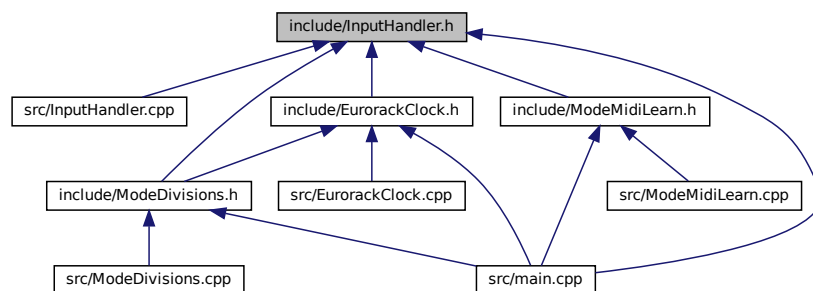 include/InputHandler.h
src/InputHandler.cpp
include/EurorackClock.h
include/ModeMidiLearn.h
include/ModeDivisions.h
src/EurorackClock.cpp
src/ModeMidiLearn.cpp
src/ModeDivisions.cpp
src/main.cpp